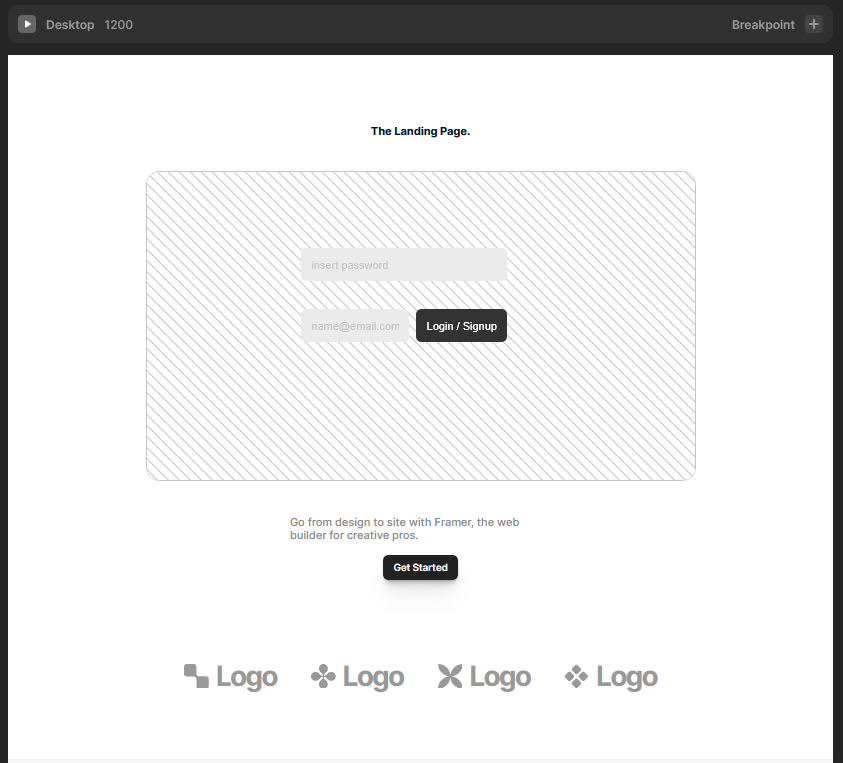 Desktop 1200 Breakpoint
The Landing Page.
insert password
name@email.com Login / Signup
Go from design to site with Framer, the web
builder for creative pros.
Get Started
Logo Logo Logo Logo